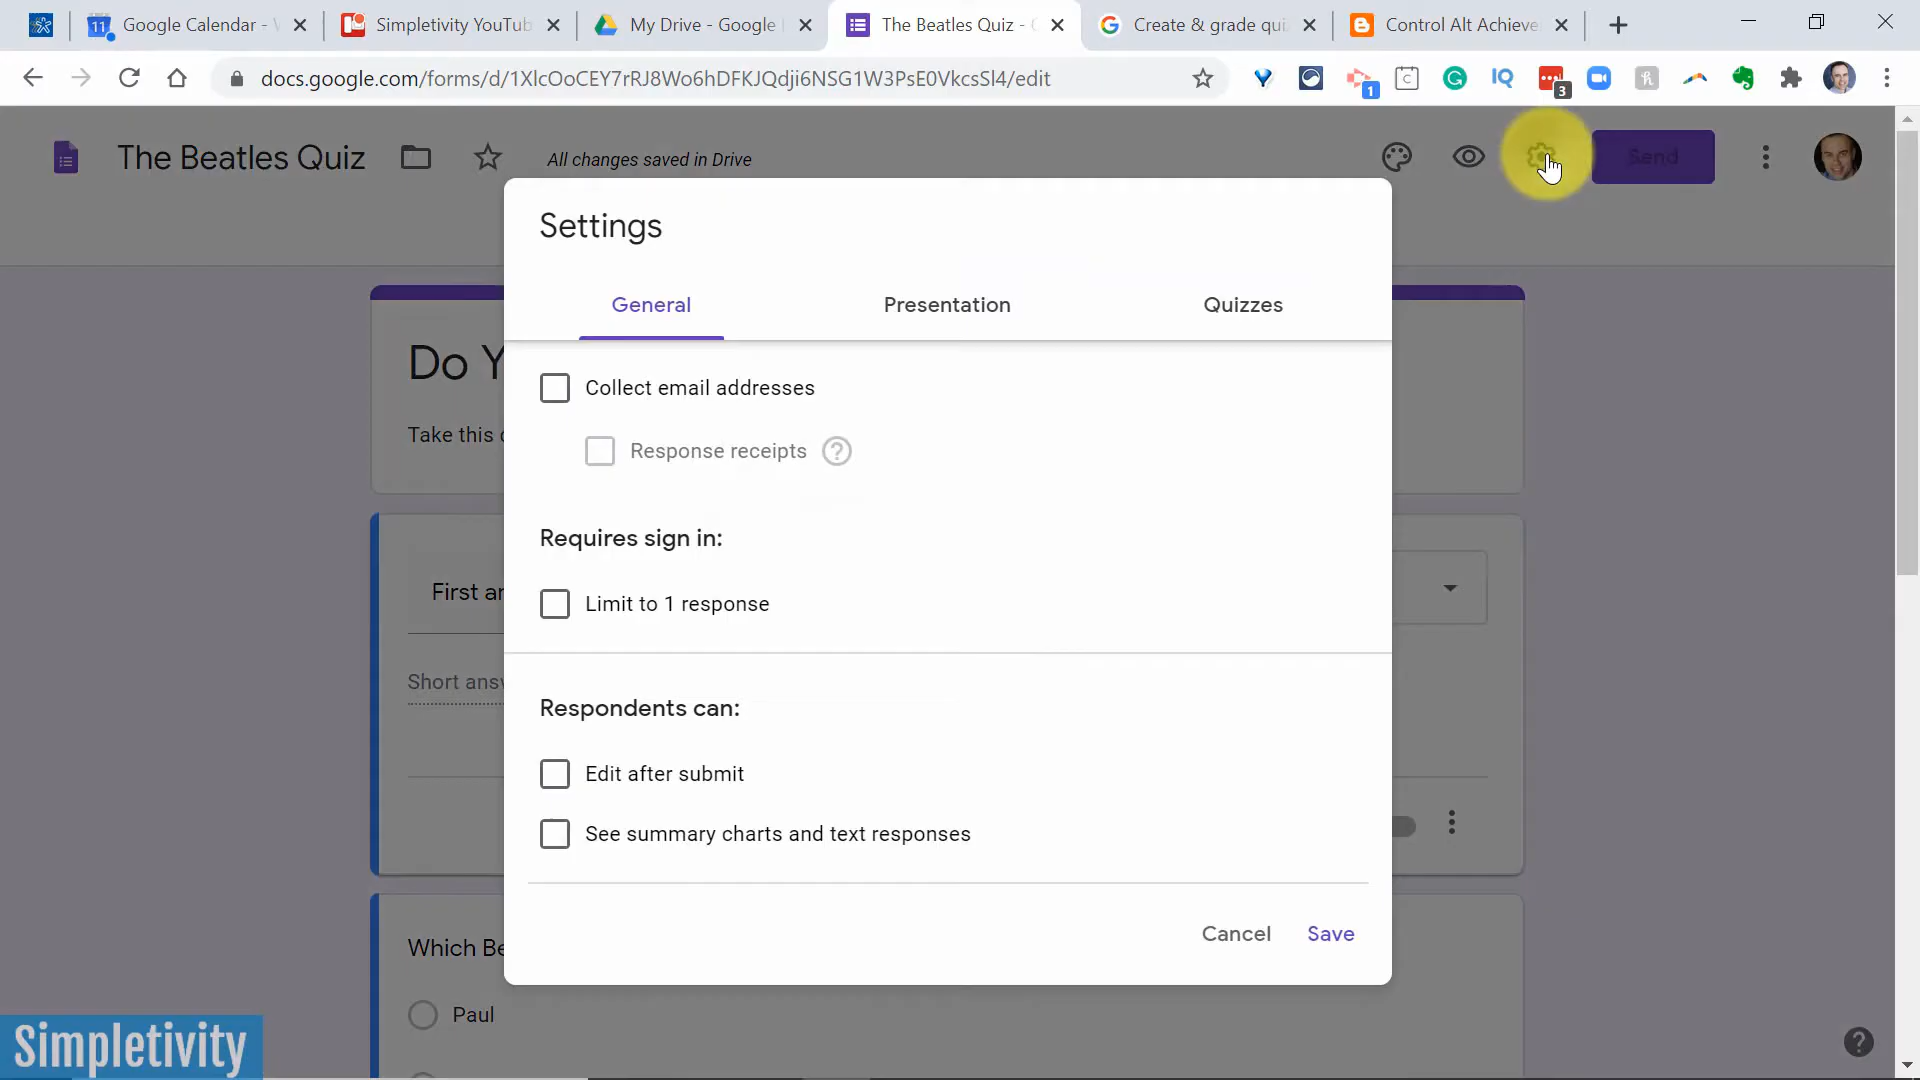 Google Calendar -
Simpletivity YouTub
My Drive - Google
The Beatles Quiz -
Create & grade qui
Control Alt Achieve
docs.google.com/forms/d/1XlcOoCEY7rRJ8Wo6hDFKJQdji6NSG1W3PsE0VkcsSl4/edit
1
3
The Beatles Quiz
All changes saved in Drive
Send
Settings
General
Presentation
Quizzes
Do Y
Take this
Collect email addresses
Response receipts
Requires sign in:
First an
Limit to 1 response
Short answ
Respondents can:
Edit after submit
See summary charts and text responses
Cancel
Save
Which Be
Paul
Simpletivity